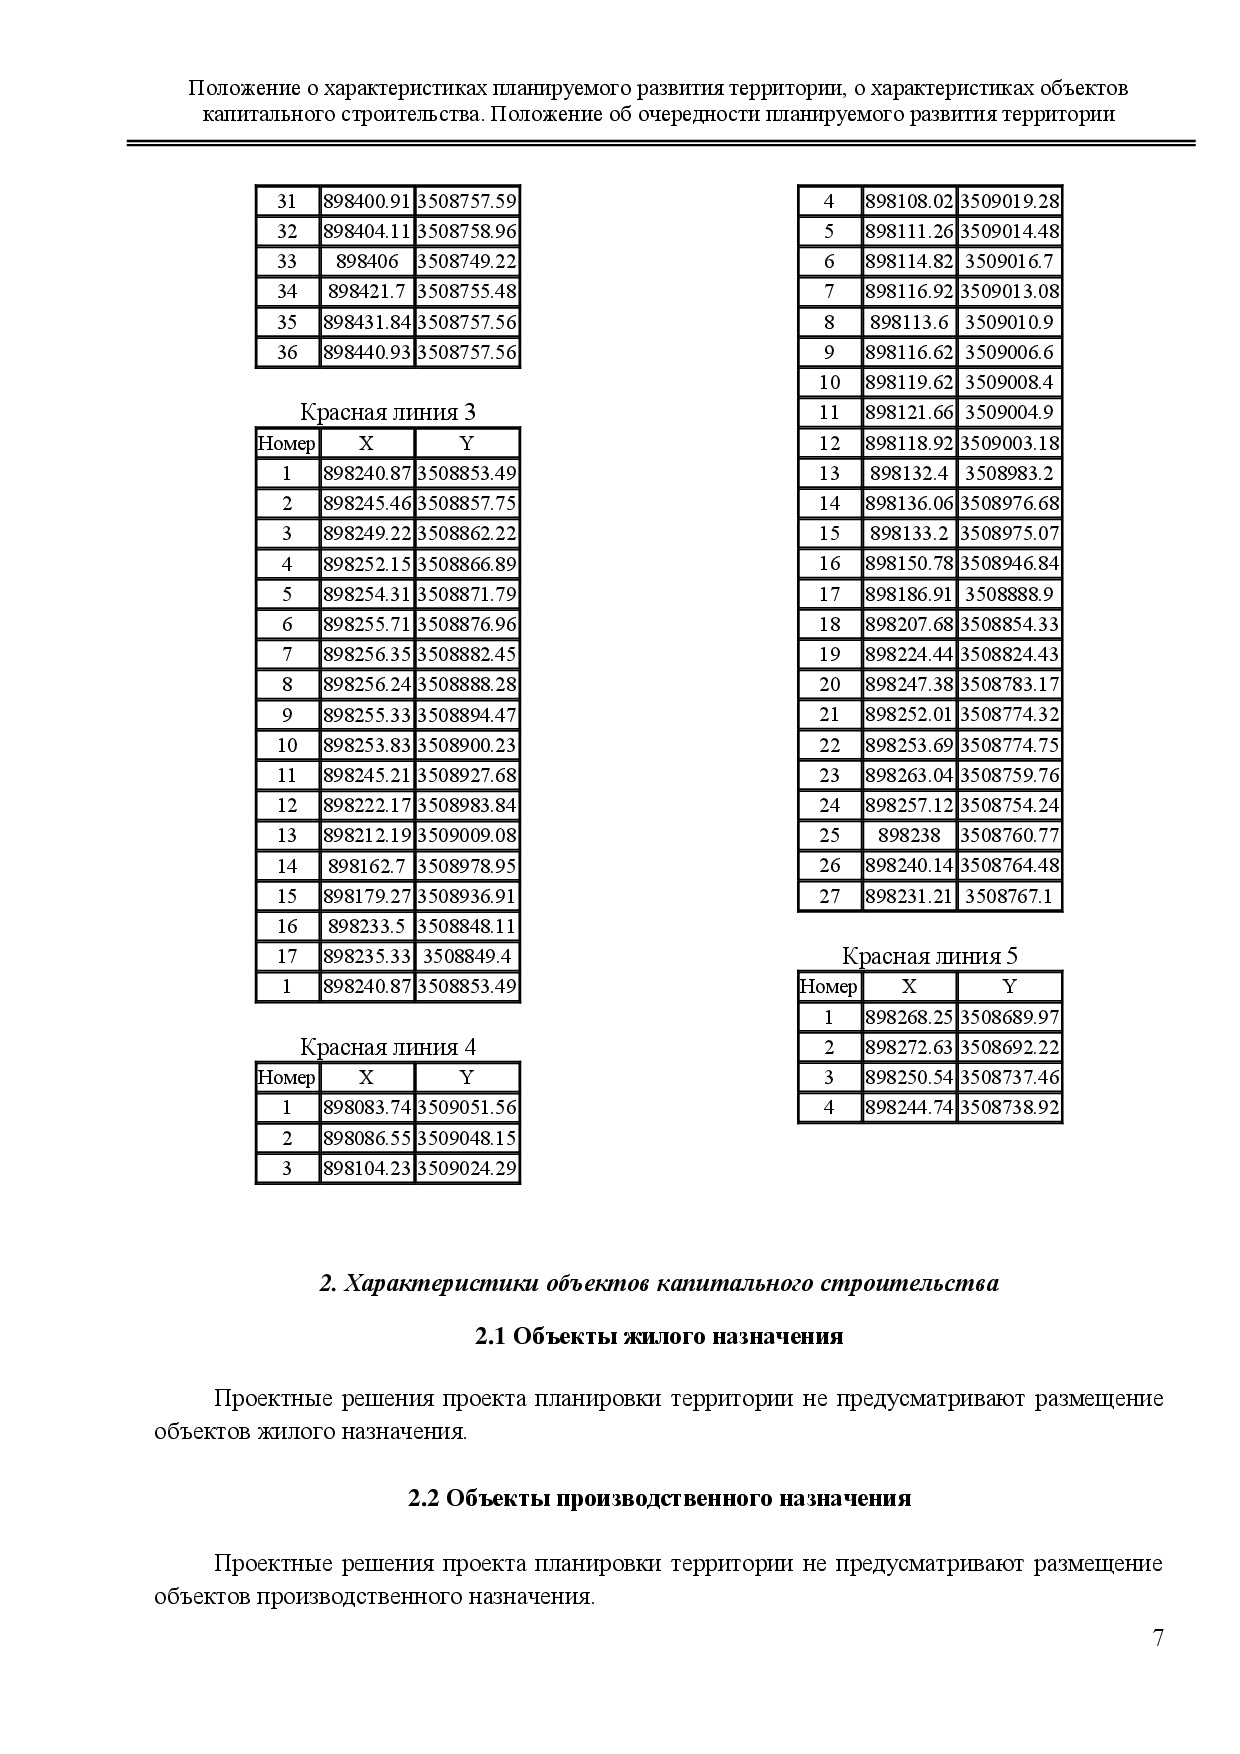 Положение о характеристиках планируемого развития территории, о характеристиках объектов
капитального строительства. Положение об очередности планируемого развития территории
31 898400.91 3508757.59
32 898404.11 3508758.96
33 898406 3508749.22
34 898421.7 3508755.48
35 898431.84 3508757.56
36 898440.93 3508757.56
Красная линия 3
Номер X Y
1 898240.87 3508853.49
2 898245.46 3508857.75
3 898249.22 3508862.22
4 898252.15 3508866.89
5 898254.31 3508871.79
6 898255.71 3508876.96
7 898256.35 3508882.45
8 898256.24 3508888.28
9 898255.33 3508894.47
10 898253.83 3508900.23
11 898245.21 3508927.68
12 898222.17 3508983.84
13 898212.19 3509009.08
14 898162.7 3508978.95
15 898179.27 3508936.91
16 898233.5 3508848.11
17 898235.33 3508849.4
1 898240.87 3508853.49
Красная линия 4
Номер X Y
1 898083.74 3509051.56
2 898086.55 3509048.15
3 898104.23 3509024.29
4 898108.02 3509019.28
5 898111.26 3509014.48
6 898114.82 3509016.7
7 898116.92 3509013.08
8 898113.6 3509010.9
9 898116.62 3509006.6
10 898119.62 3509008.4
11 898121.66 3509004.9
12 898118.92 3509003.18
13 898132.4 3508983.2
14 898136.06 3508976.68
15 898133.2 3508975.07
16 898150.78 3508946.84
17 898186.91 3508888.9
18 898207.68 3508854.33
19 898224.44 3508824.43
20 898247.38 3508783.17
21 898252.01 3508774.32
22 898253.69 3508774.75
23 898263.04 3508759.76
24 898257.12 3508754.24
25 898238 3508760.77
26 898240.14 3508764.48
27 898231.21 3508767.1
Красная линия 5
Номер X Y
1 898268.25 3508689.97
2 898272.63 3508692.22
3 898250.54 3508737.46
4 898244.74 3508738.92
2. Характеристики объектов капитального строительства
2.1 Объекты жилого назначения
Проектные решения проекта планировки территории не предусматривают размещение
объектов жилого назначения.
2.2 Объекты производственного назначения
Проектные решения проекта планировки территории не предусматривают размещение
объектов производственного назначения.
7